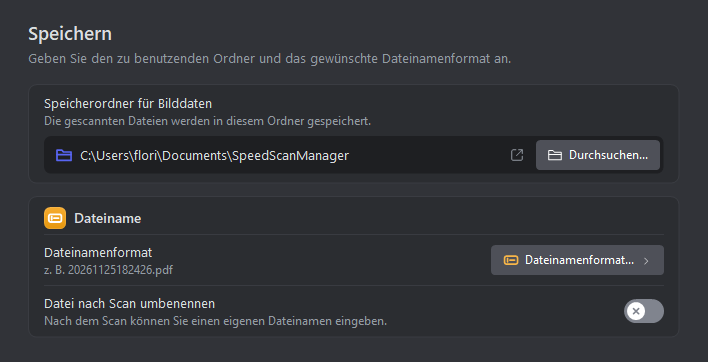 Speichern
Geben Sie den zu benutzenden Ordner und das gewünschte Dateinamenformat an.
Speicherordner für Bilddaten
Die gescannten Dateien werden in diesem Ordner gespeichert.
C:\Users\flori\Documents\SpeedScanManager
Durchsuchen...
Dateiname
Dateinamenformat
z. B. 20261125182426.pdf
Dateinamenformat...
Datei nach Scan umbenennen
Nach dem Scan können Sie einen eigenen Dateinamen eingeben.